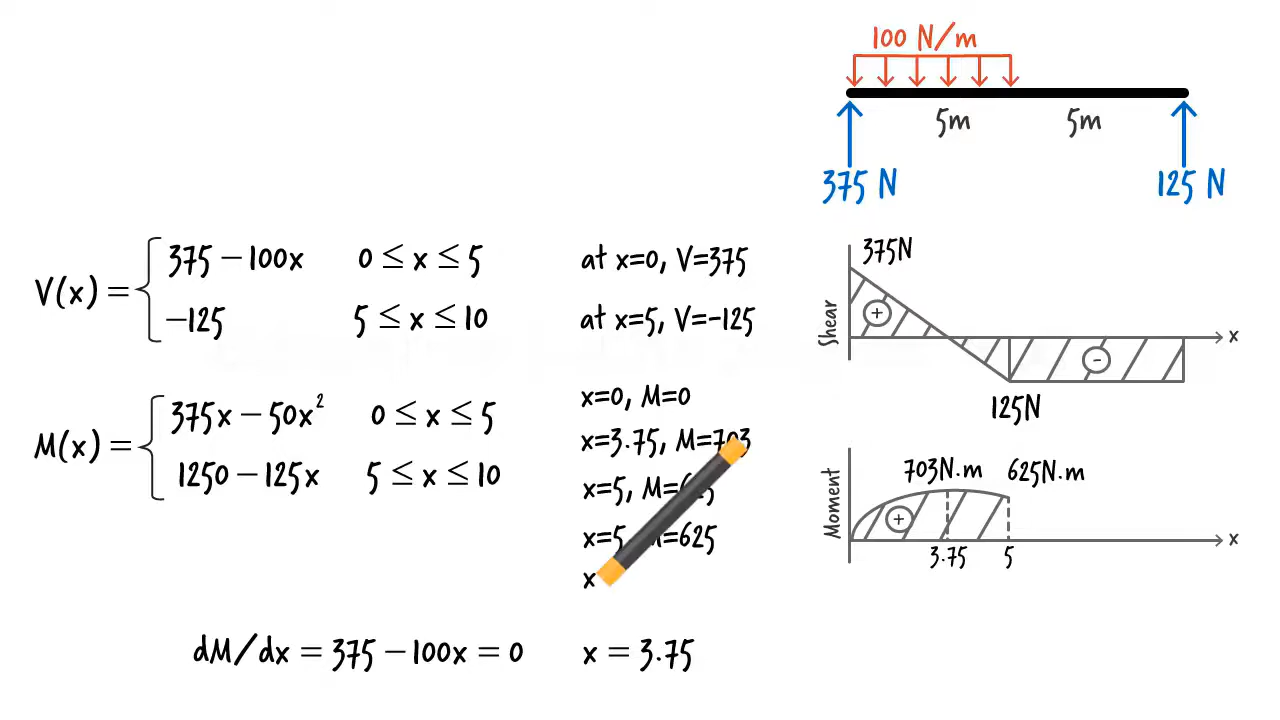 100 N/m
5m 5m
375 N 125 N
V(x) = { 375 − 100x 0 ≤ x ≤ 5
−125 5 ≤ x ≤ 10
at x=0, V=375
at x=5, V=-125
M(x) = { 375x − 50x² 0 ≤ x ≤ 5
1250 − 125x 5 ≤ x ≤ 10
x=0, M=0
x=3.75, M=703
x=5, M=625
x=5, M=625
x
dM/dx = 375 − 100x = 0 x = 3.75
375N
Shear
+
-
x
125N
703N.m 625N.m
Moment
+
x
3.75 5